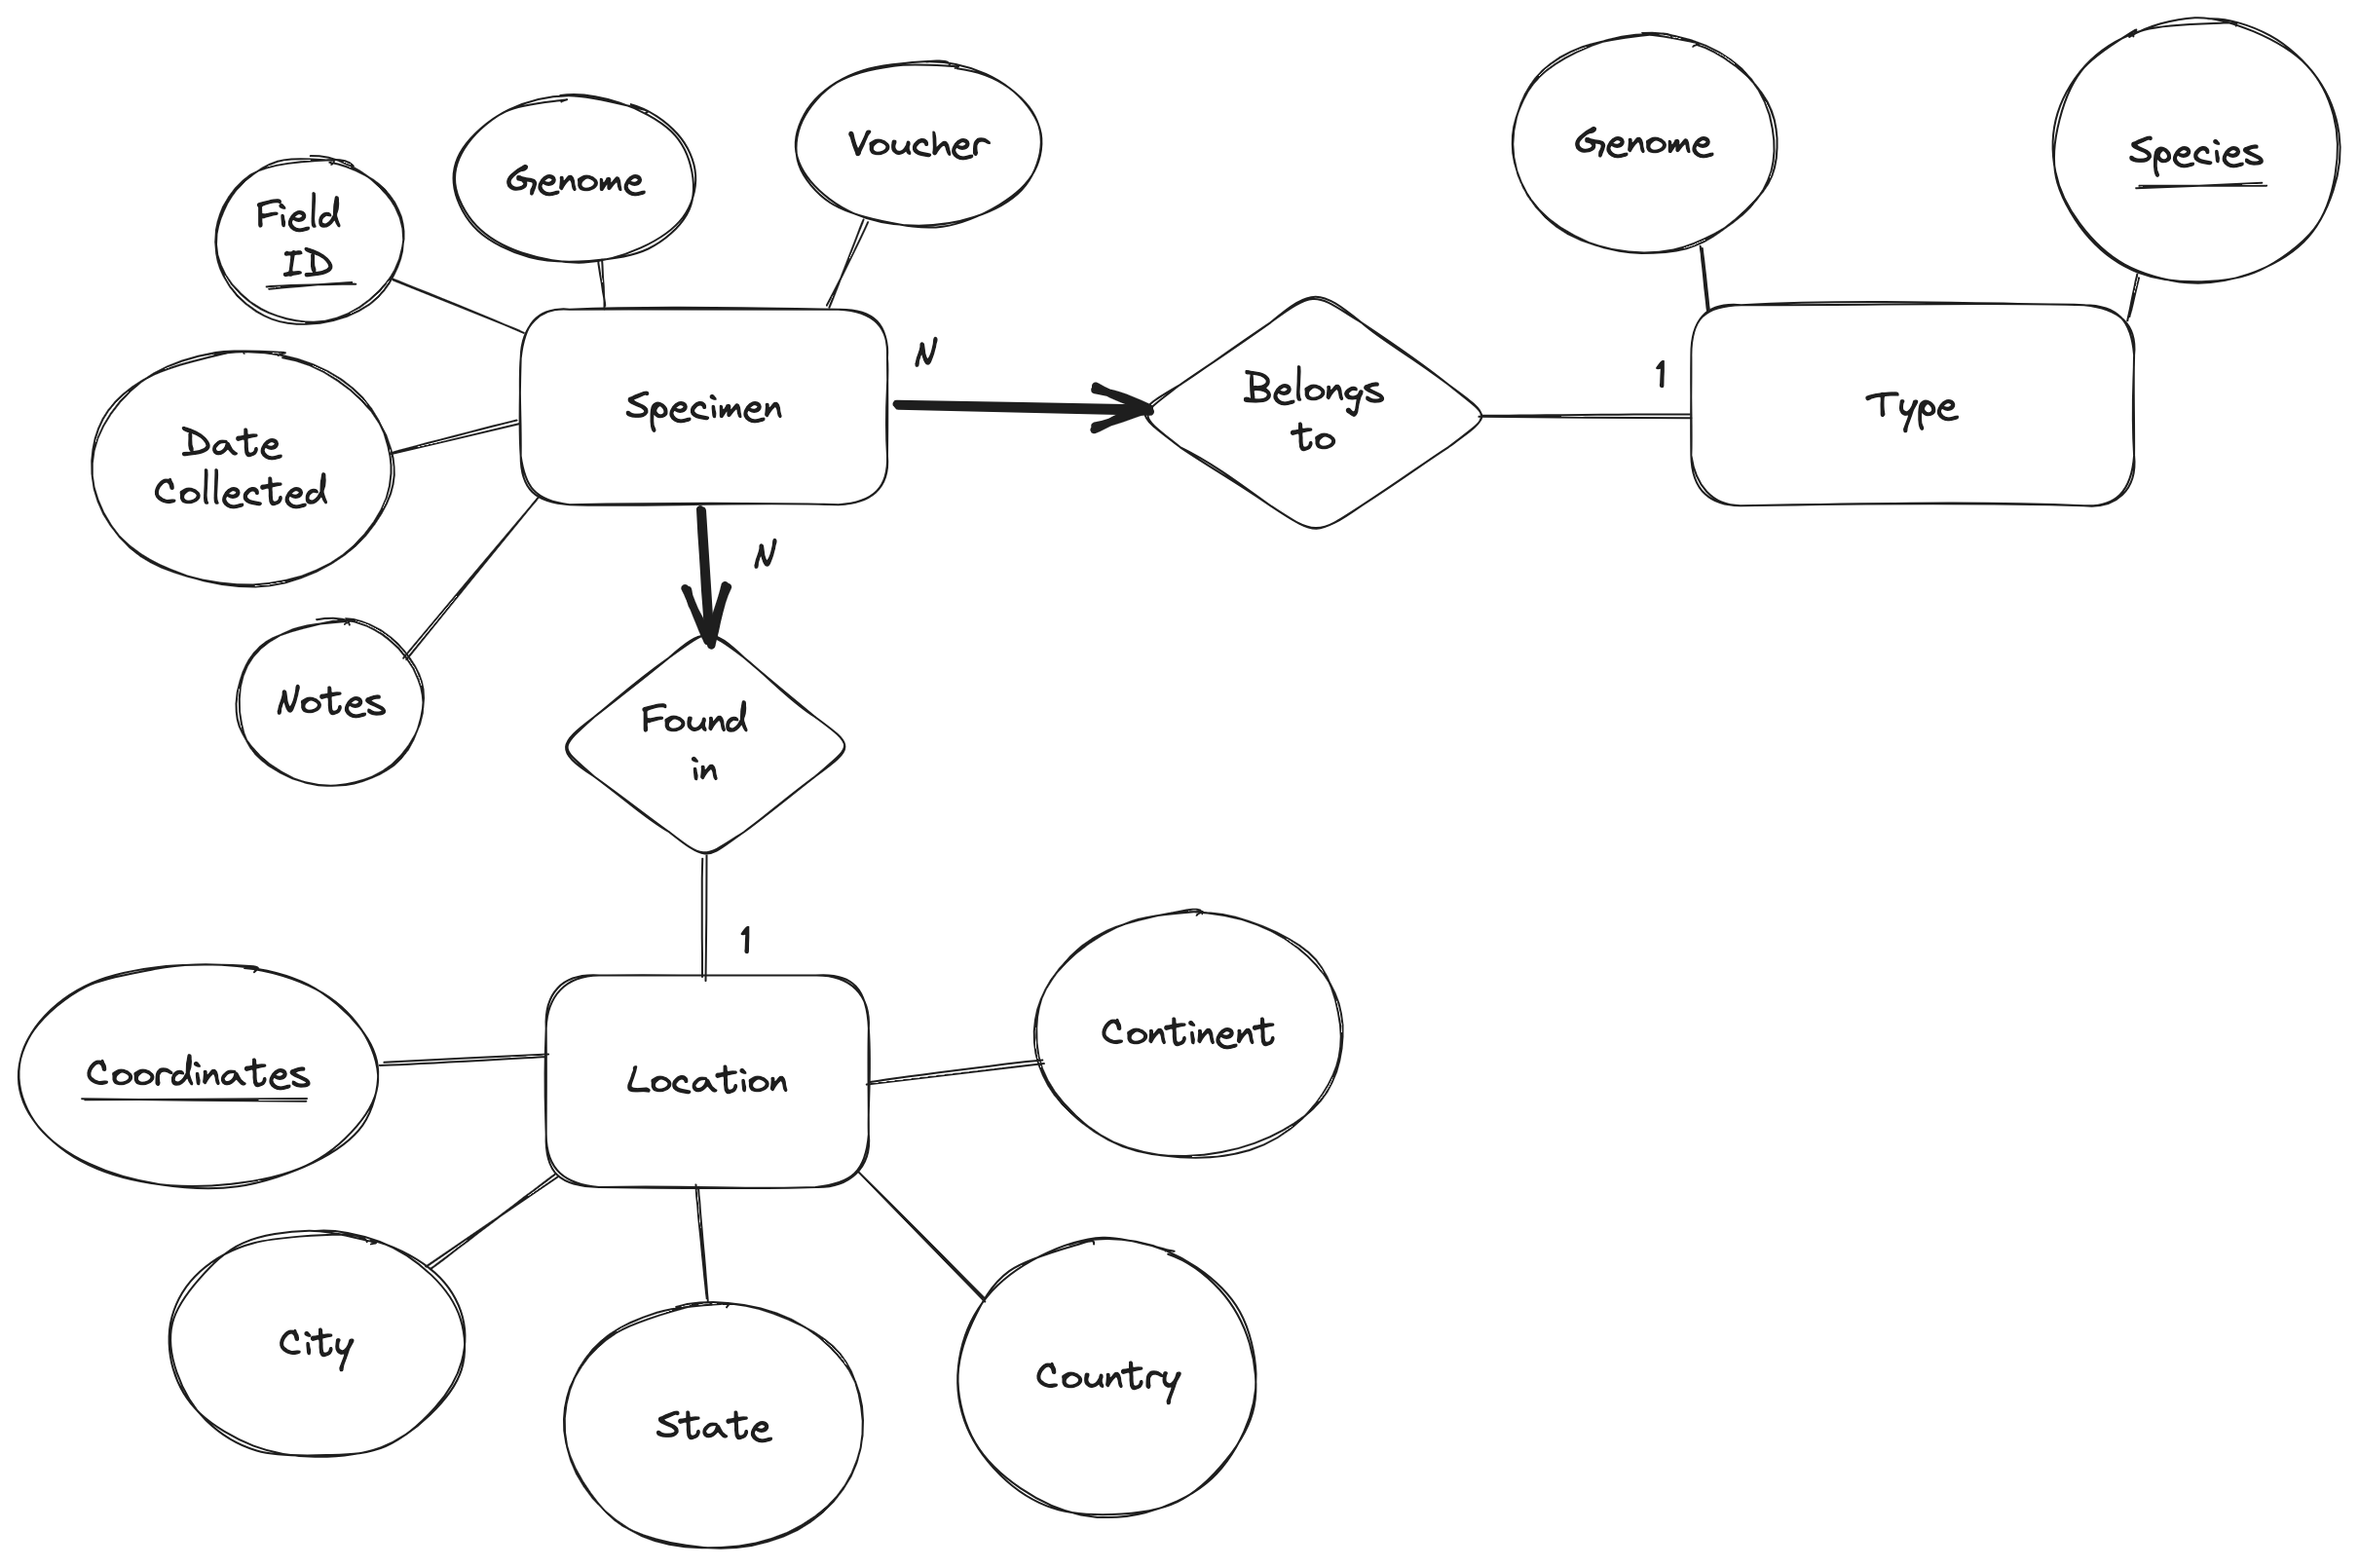 Genome
Species
Voucher
Genome
Field
ID
N
Belongs
to
1
Specimen
Type
Date
Collected
N
Notes
Found
in
1
Continent
Coordinates
Location
City
Country
State